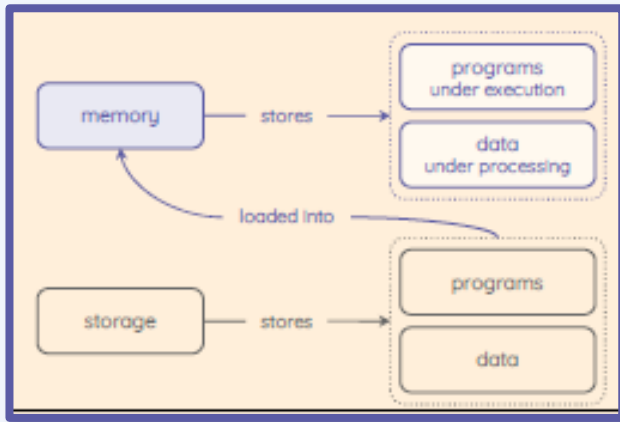 programs
under execution
memory
stores
data
under processing
loaded into
programs
storage
stores
data